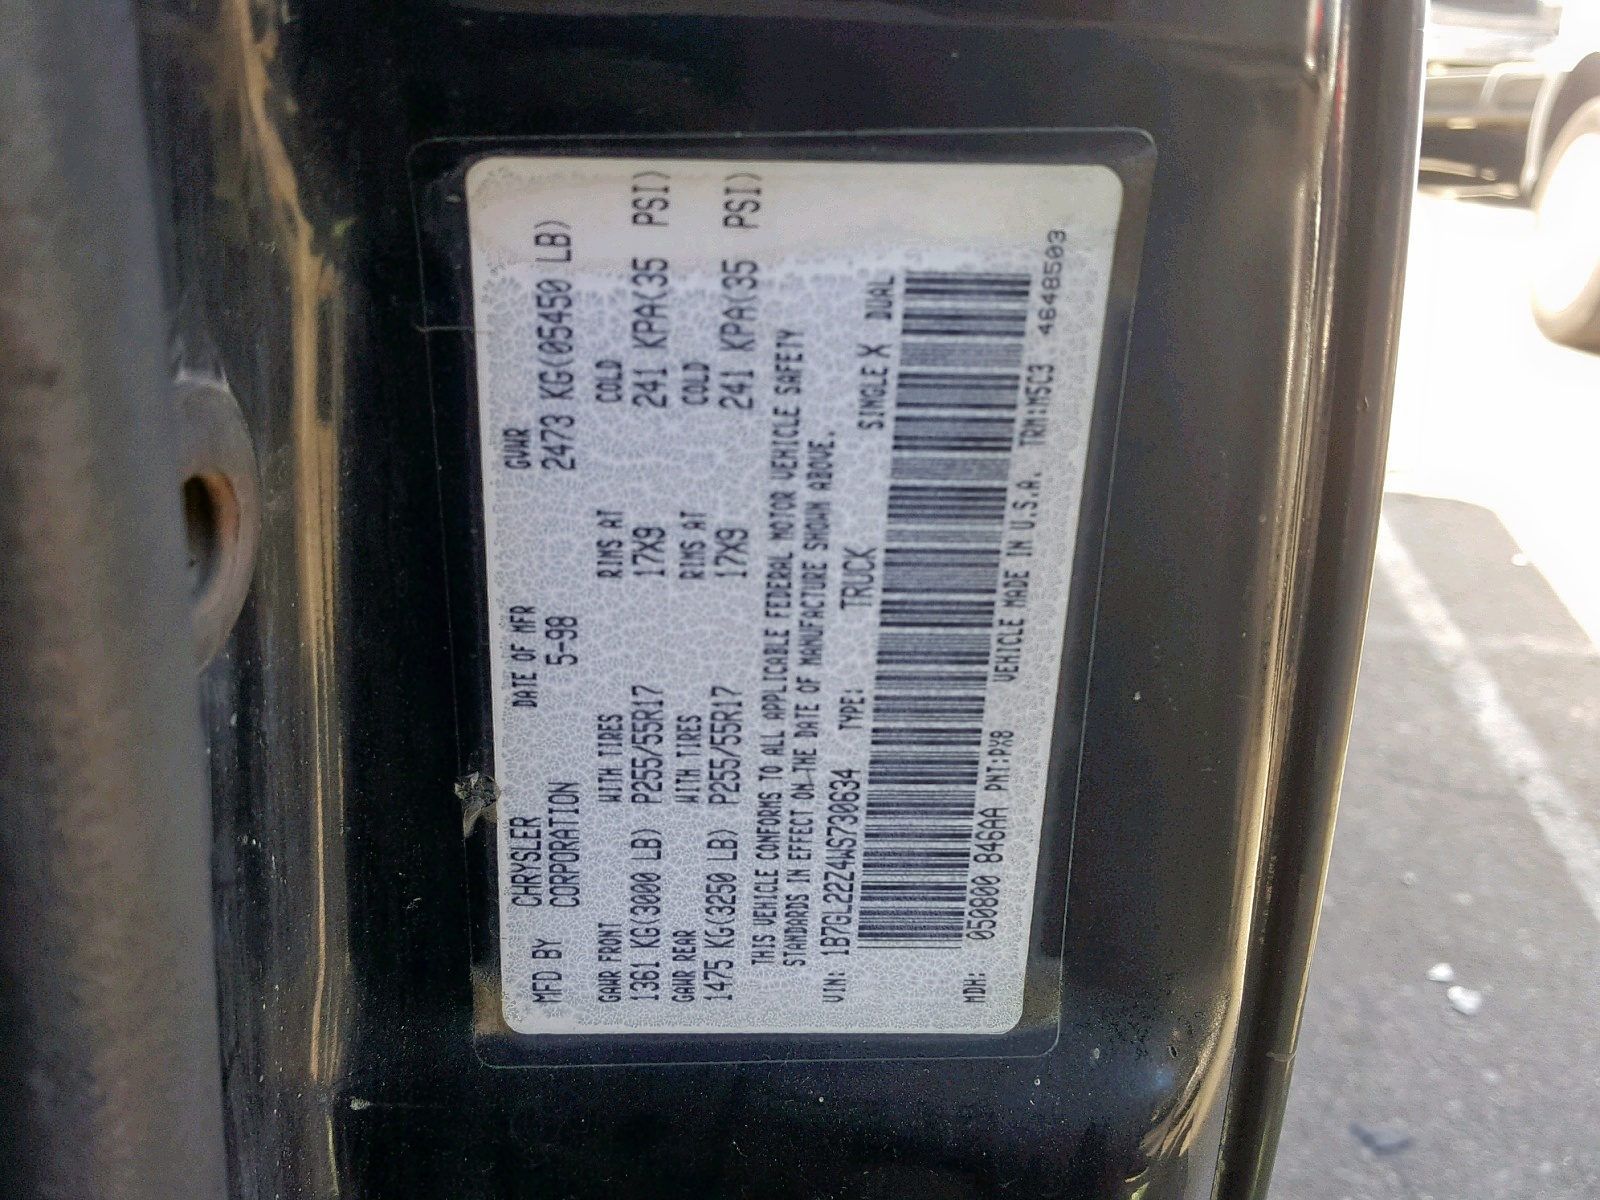 MFD BY CHRYSLER CORPORATION DATE OF MFR 5-98 GVWR 2473 KG(05450 LB)
GAWR FRONT WITH TIRES RIMS AT COLD
1361 KG(3000 LB) P255/55R17 17X9 241 KPA(35 PSI)
GAWR REAR WITH TIRES RIMS AT COLD
1475 KG(3250 LB) P255/55R17 17X9 241 KPA(35 PSI)
THIS VEHICLE CONFORMS TO ALL APPLICABLE FEDERAL MOTOR VEHICLE SAFETY
STANDARDS IN EFFECT ON THE DATE OF MANUFACTURE SHOWN ABOVE.
VIN: 1B7GL22Z4WS730634 TYPE: TRUCK SINGLE X DUAL
MDH: 050800 846AA PNT:PX8 VEHICLE MADE IN U.S.A. TRM:M5C3 4648503